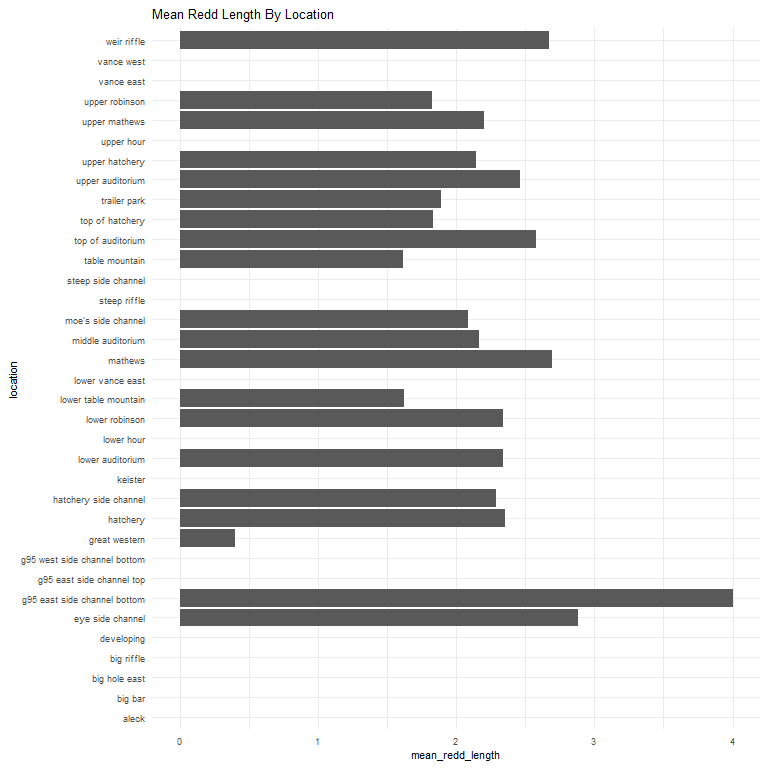 Mean Redd Length By Location
weir riffle
vance west
vance east
upper robinson
upper mathews
upper hour
upper hatchery
upper auditorium
trailer park
top of hatchery
top of auditorium
table mountain
steep side channel
steep riffle
moe's side channel
middle auditorium
mathews
lower vance east
lower table mountain
lower robinson
lower hour
lower auditorium
keister
hatchery side channel
hatchery
great western
g95 west side channel bottom
g95 east side channel top
g95 east side channel bottom
eye side channel
developing
big riffle
big hole east
big bar
aleck
location
0 1 2 3 4
mean_redd_length